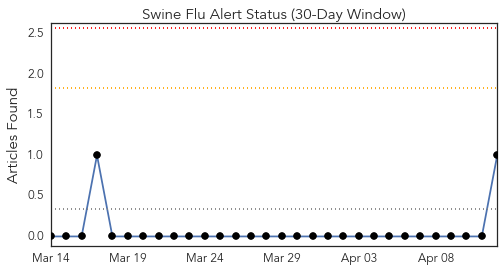 Swine Flu Alert Status (30-Day Window)
Articles Found
2.5
2.0
1.5
1.0
0.5
0.0
Mar 14 Mar 19 Mar 24 Mar 29 Apr 03 Apr 08